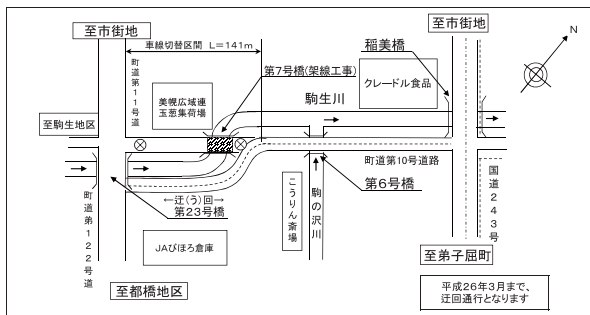 至市街地
至市街地
N
車線切替区間 L=141m
稲美橋
町道第11号道
第7号橋(架線工事)
クレードル食品
美幌広域連
玉葱集荷場
駒生川
至駒生地区
町道第10号道路
第6号橋
←迂(う)回→
第23号橋
こうりん斎場
駒の沢川
国道243号
町道第122号道
JAびほろ倉庫
至弟子屈町
至都橋地区
平成26年3月まで、
迂回通行となります